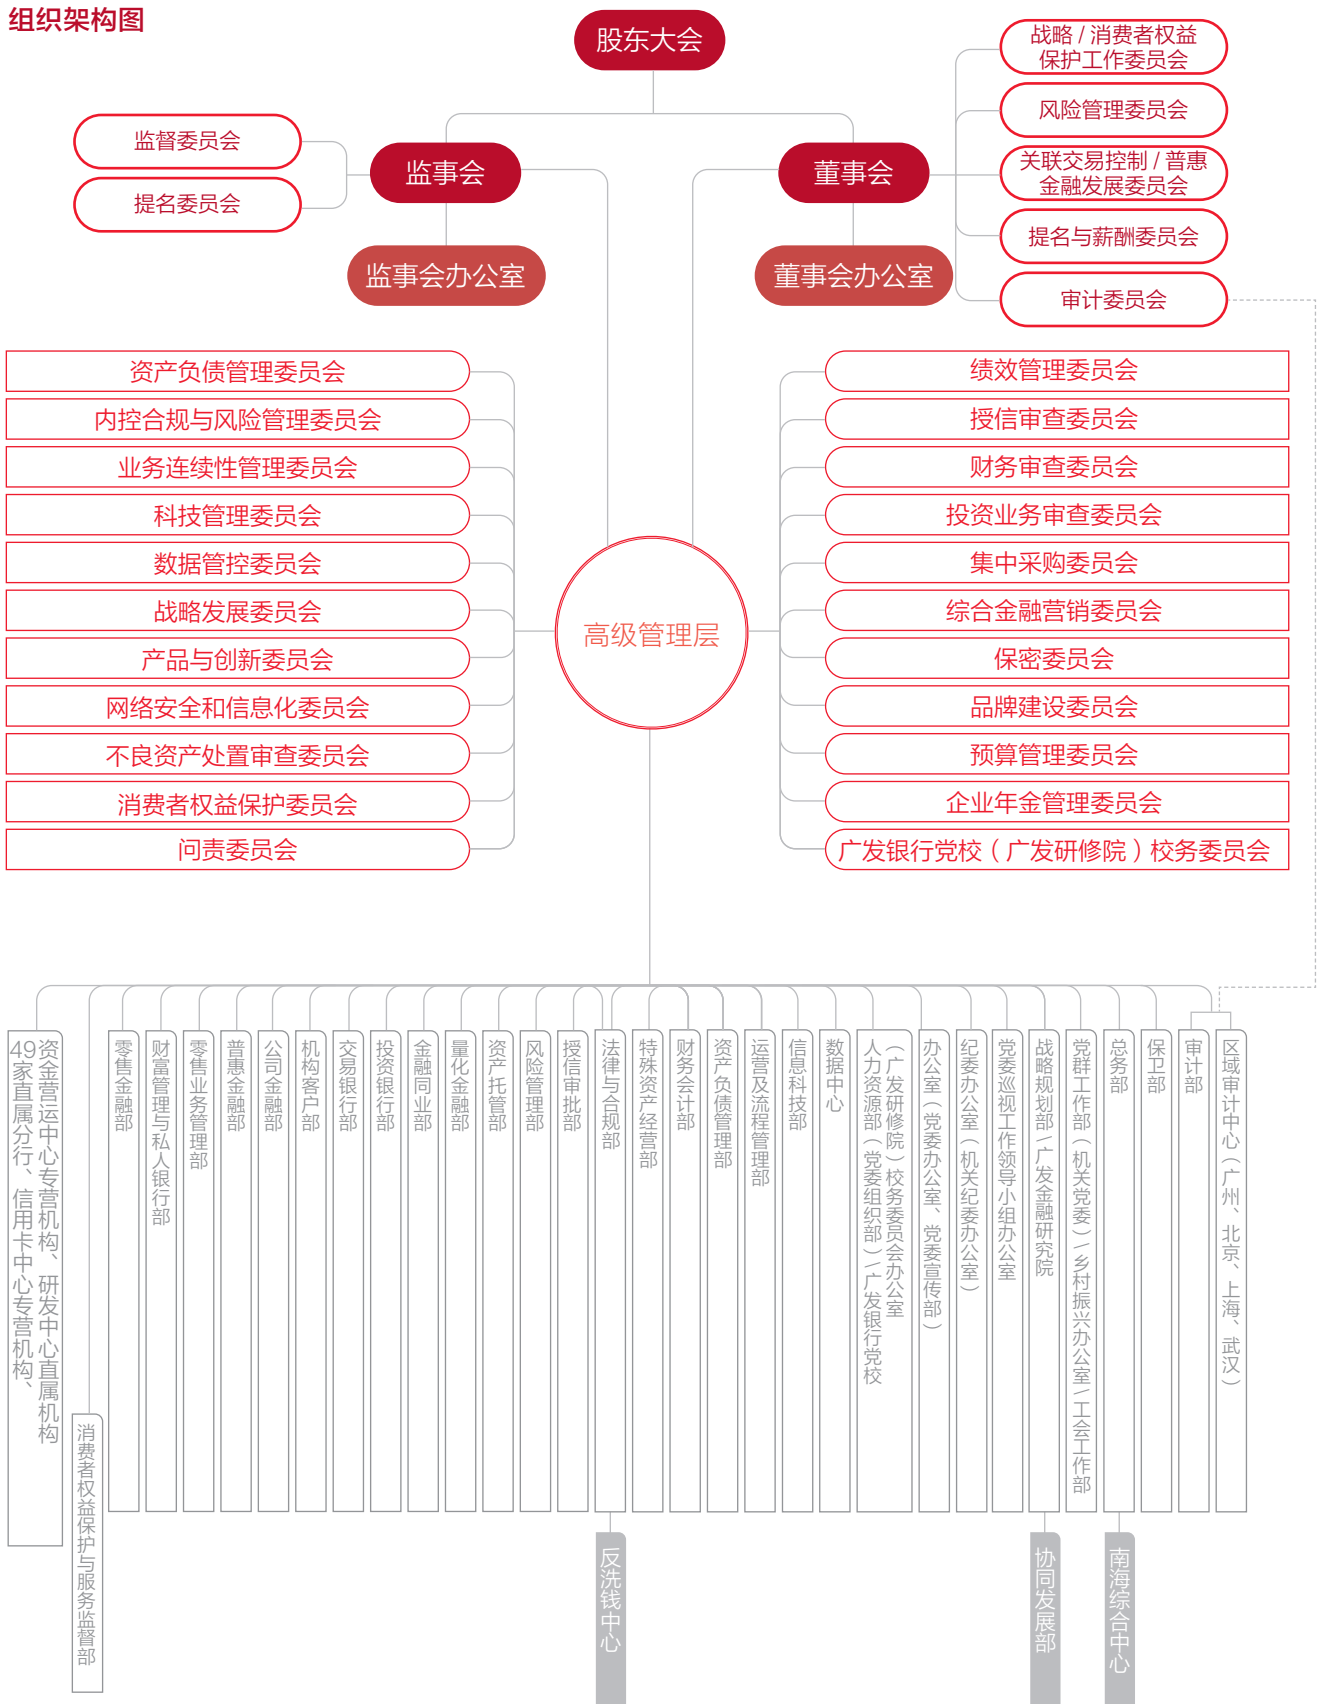 组织架构图
股东大会
战略 / 消费者权益
保护工作委员会
风险管理委员会
关联交易控制 / 普惠
金融发展委员会
提名与薪酬委员会
审计委员会
监督委员会
提名委员会
监事会
董事会
监事会办公室
董事会办公室
资产负债管理委员会
内控合规与风险管理委员会
业务连续性管理委员会
科技管理委员会
数据管控委员会
战略发展委员会
产品与创新委员会
网络安全和信息化委员会
不良资产处置审查委员会
消费者权益保护委员会
问责委员会
高级管理层
绩效管理委员会
授信审查委员会
财务审查委员会
投资业务审查委员会
集中采购委员会
综合金融营销委员会
保密委员会
品牌建设委员会
预算管理委员会
企业年金管理委员会
广发银行党校（广发研修院）校务委员会
49家直属分行、信用卡中心专营机构、
资金营运中心专营机构、研发中心直属机构
消费者权益保护与服务监督部
零售金融部
财富管理与私人银行部
零售业务管理部
普惠金融部
公司金融部
机构客户部
交易银行部
投资银行部
金融同业部
量化金融部
资产托管部
风险管理部
授信审批部
法律与合规部
特殊资产经营部
财务会计部
资产负债管理部
运营及流程管理部
信息科技部
数据中心
人力资源部（党委组织部）/广发银行党校
（广发研修院）校务委员会办公室
办公室（党委办公室、党委宣传部）
纪委办公室（机关纪委办公室）
党委巡视工作领导小组办公室
战略规划部/广发金融研究院
党群工作部（机关党委）/乡村振兴办公室/工会工作部
总务部
保卫部
审计部
区域审计中心（广州、北京、上海、武汉）
反洗钱中心
协同发展部
南海综合中心